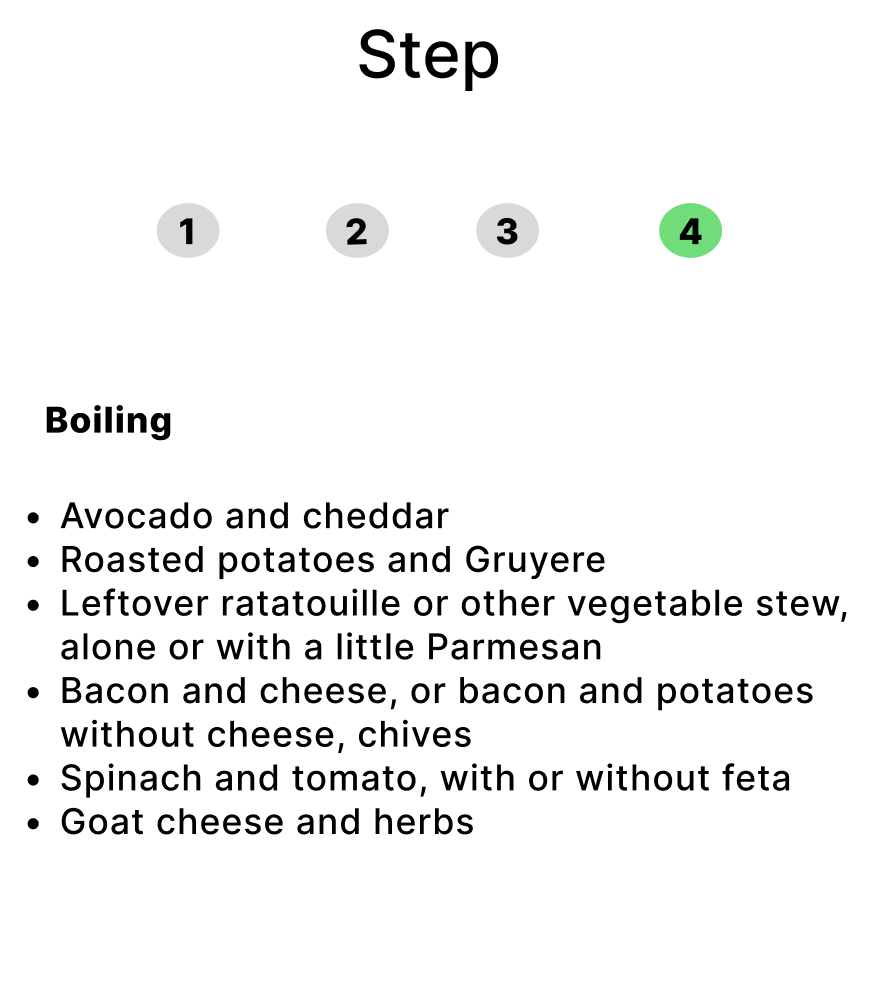 Step
1 2 3 4
Boiling
• Avocado and cheddar
• Roasted potatoes and Gruyere
• Leftover ratatouille or other vegetable stew,
alone or with a little Parmesan
• Bacon and cheese, or bacon and potatoes
without cheese, chives
• Spinach and tomato, with or without feta
• Goat cheese and herbs